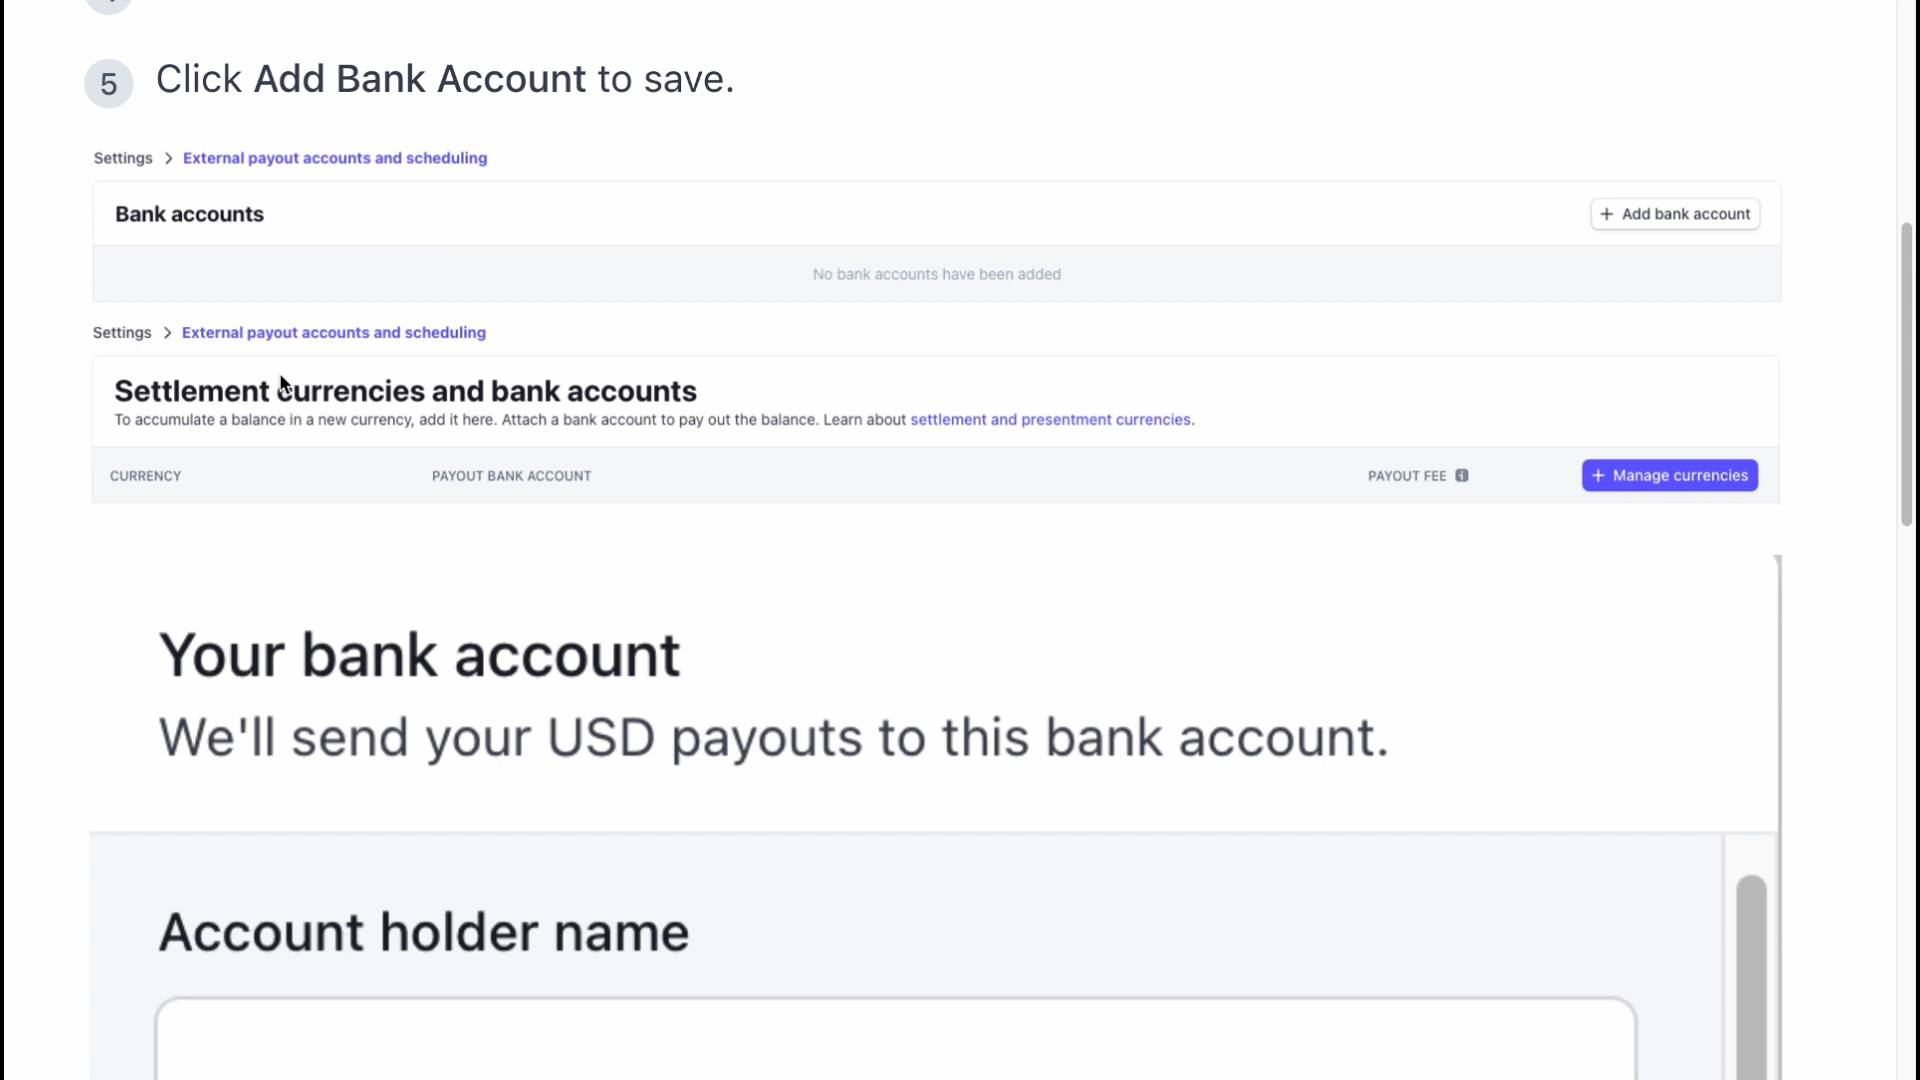 5 Click Add Bank Account to save.
Settings > External payout accounts and scheduling
Bank accounts + Add bank account
No bank accounts have been added
Settings > External payout accounts and scheduling
Settlement currencies and bank accounts
To accumulate a balance in a new currency, add it here. Attach a bank account to pay out the balance. Learn about settlement and presentment currencies.
CURRENCY PAYOUT BANK ACCOUNT PAYOUT FEE i + Manage currencies
Your bank account
We'll send your USD payouts to this bank account.
Account holder name